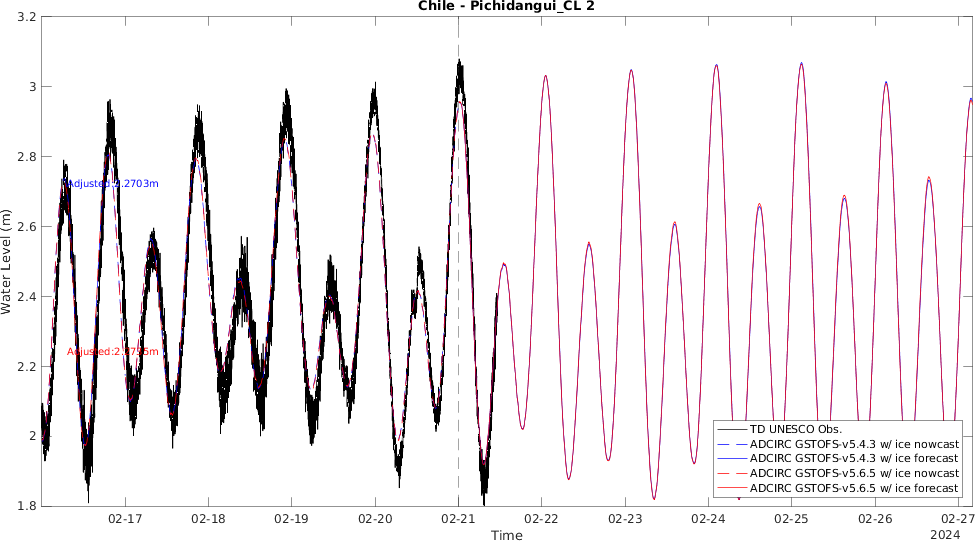 Chile - Pichidangui_CL 2
3.2
3
2.8
2.6
2.4
2.2
2
1.8
Water Level (m)
Adjusted:2.2703m
TD UNESCO Obs.
ADCIRC GSTOFS-v5.4.3 w/ ice nowcast
ADCIRC GSTOFS-v5.4.3 w/ ice forecast
ADCIRC GSTOFS-v5.6.5 w/ ice nowcast
ADCIRC GSTOFS-v5.6.5 w/ ice forecast
02-17 02-18 02-19 02-20 02-21 02-22 02-23 02-24 02-25 02-26 02-27
Time
2024